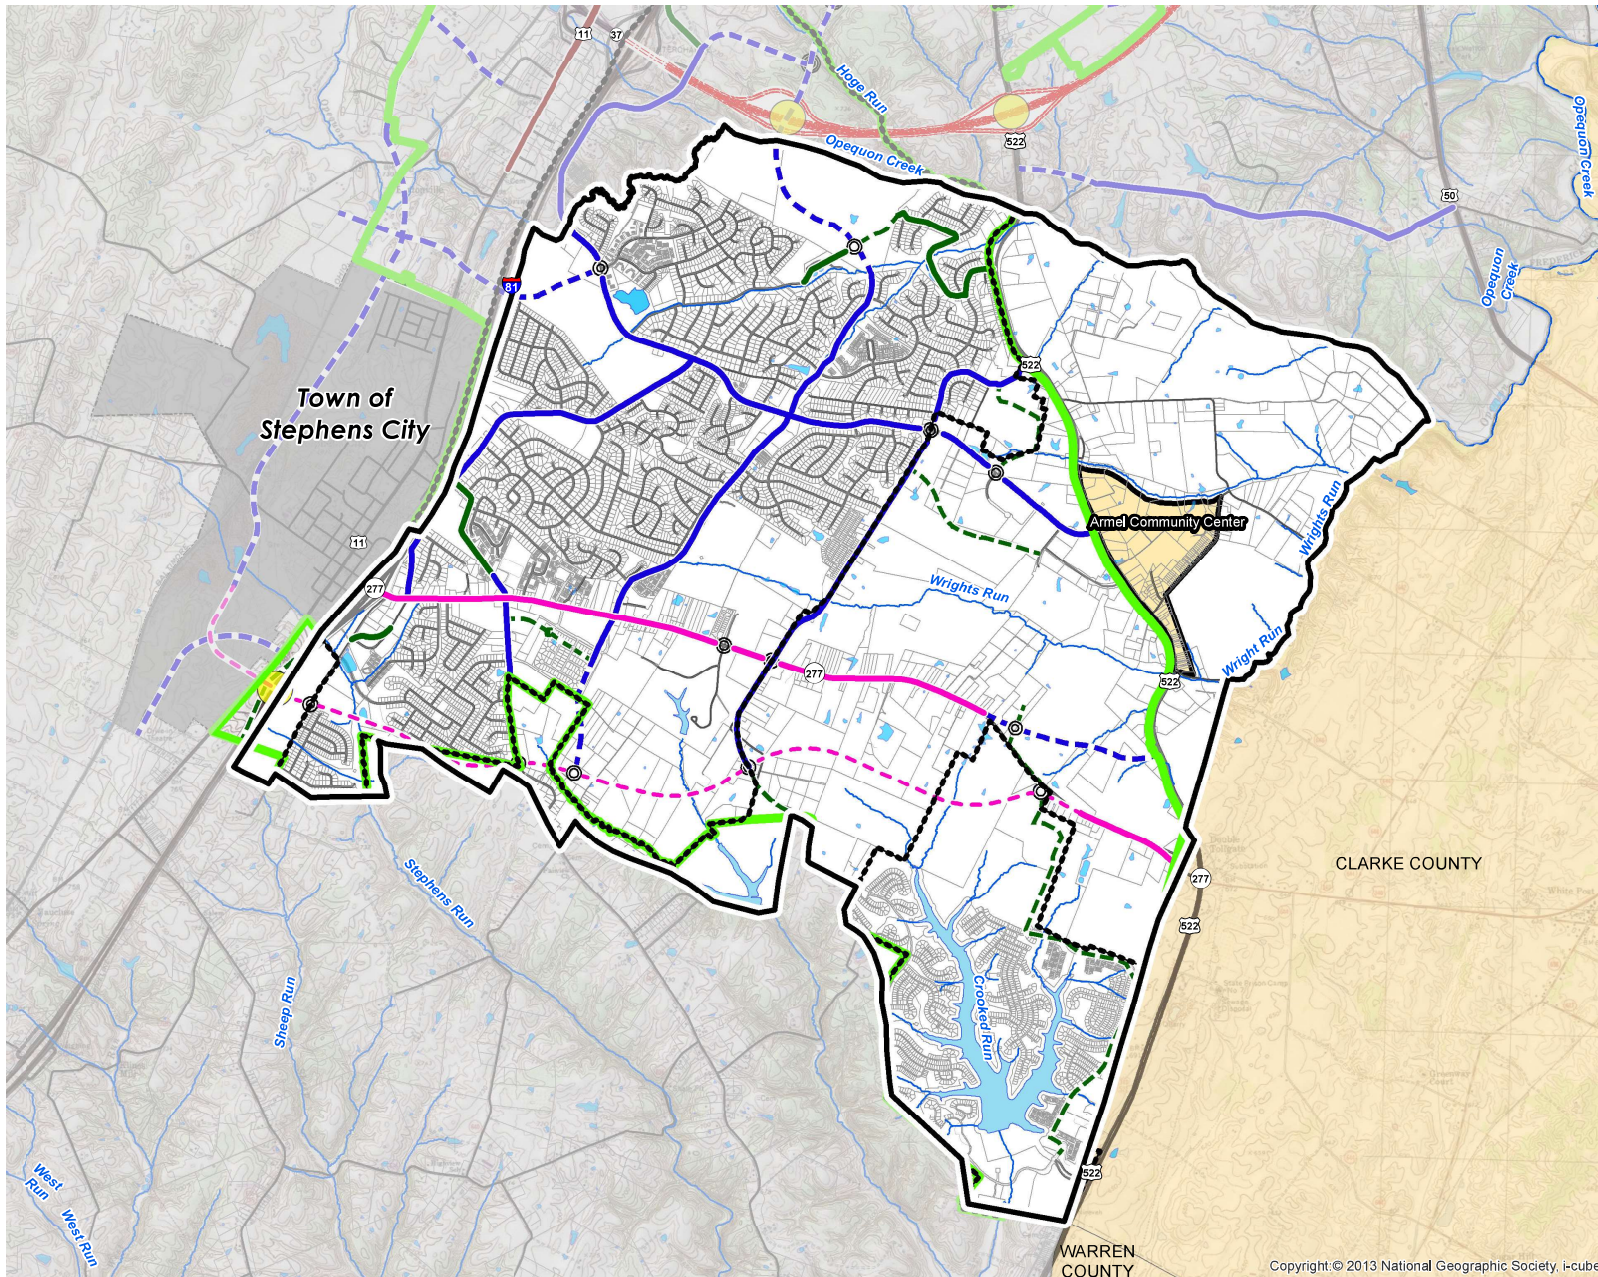 11
37
Hoge Run
522
Opequon Creek
Opequon Creek
50
Opequon
Creek
81
Town of
Stephens City
522
11
Armel Community Center
Wrights Run
277
Wrights Run
Wright Run
277
522
CLARKE COUNTY
277
522
Stephens Run
Sheep Run
Crooked Run
West
Run
West Run
522
WARREN
COUNTY
Copyright:© 2013 National Geographic Society, i-cube